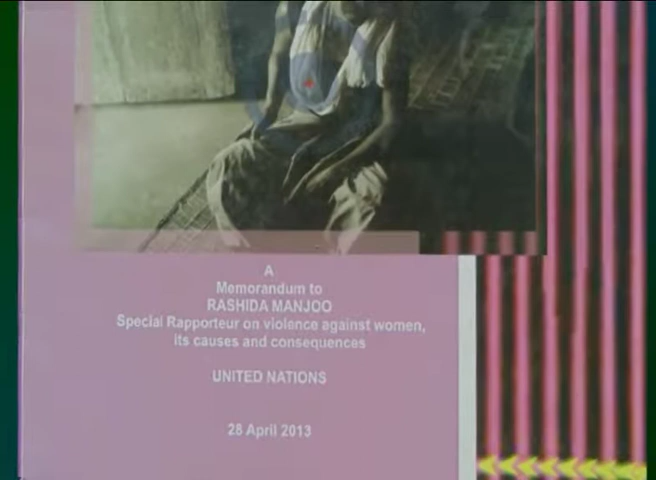 A
Memorandum to
RASHIDA MANJOO
Special Rapporteur on violence against women,
its causes and consequences
UNITED NATIONS
28 April 2013